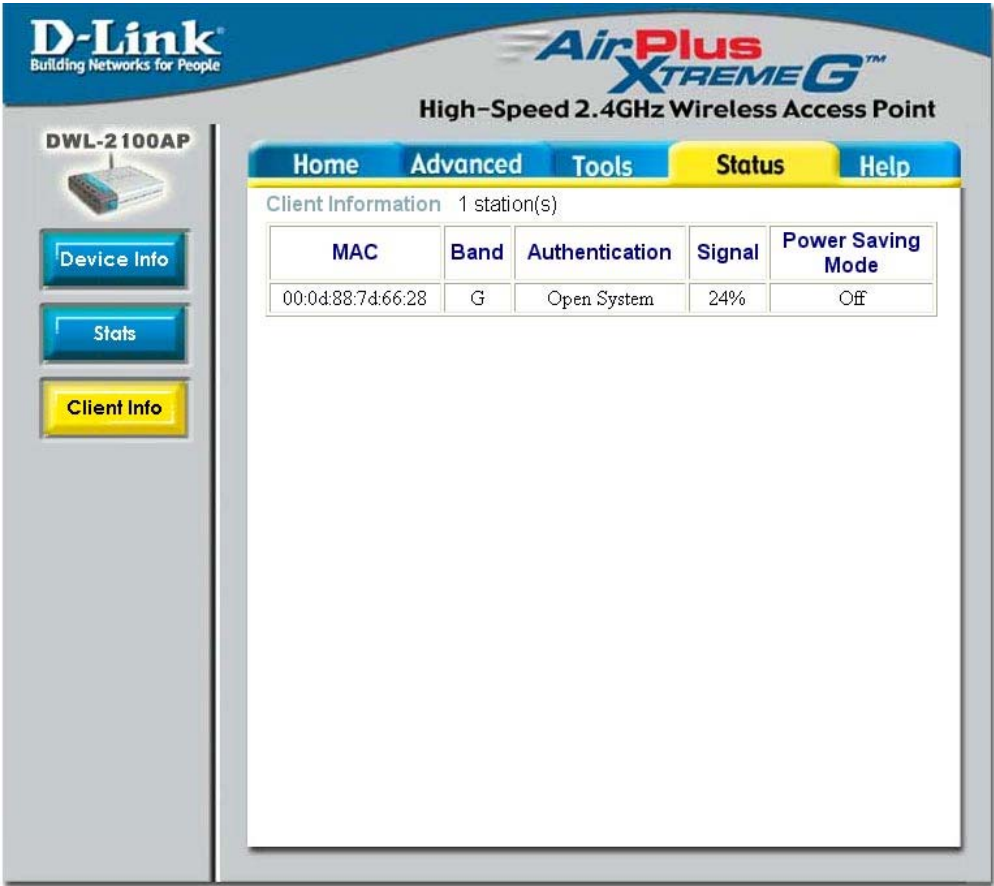 D-Link
Building Networks for People
AirPlus
XTREME G™
High-Speed 2.4GHz Wireless Access Point
DWL-2100AP
Home Advanced Tools Status Help
Device Info
Stats
Client Info
Client Information 1 station(s)
MAC Band Authentication Signal Power Saving Mode
00:0d:88:7d:66:28 G Open System 24% Off